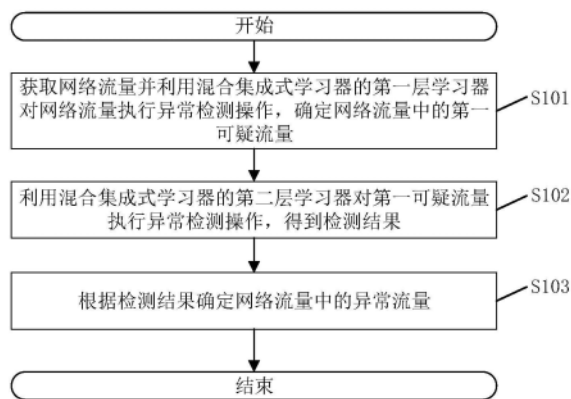 开始
获取网络流量并利用混合集成式学习器的第一层学习器
对网络流量执行异常检测操作，确定网络流量中的第一
可疑流量
S101
利用混合集成式学习器的第二层学习器对第一可疑流量
执行异常检测操作，得到检测结果
S102
根据检测结果确定网络流量中的异常流量
S103
结束